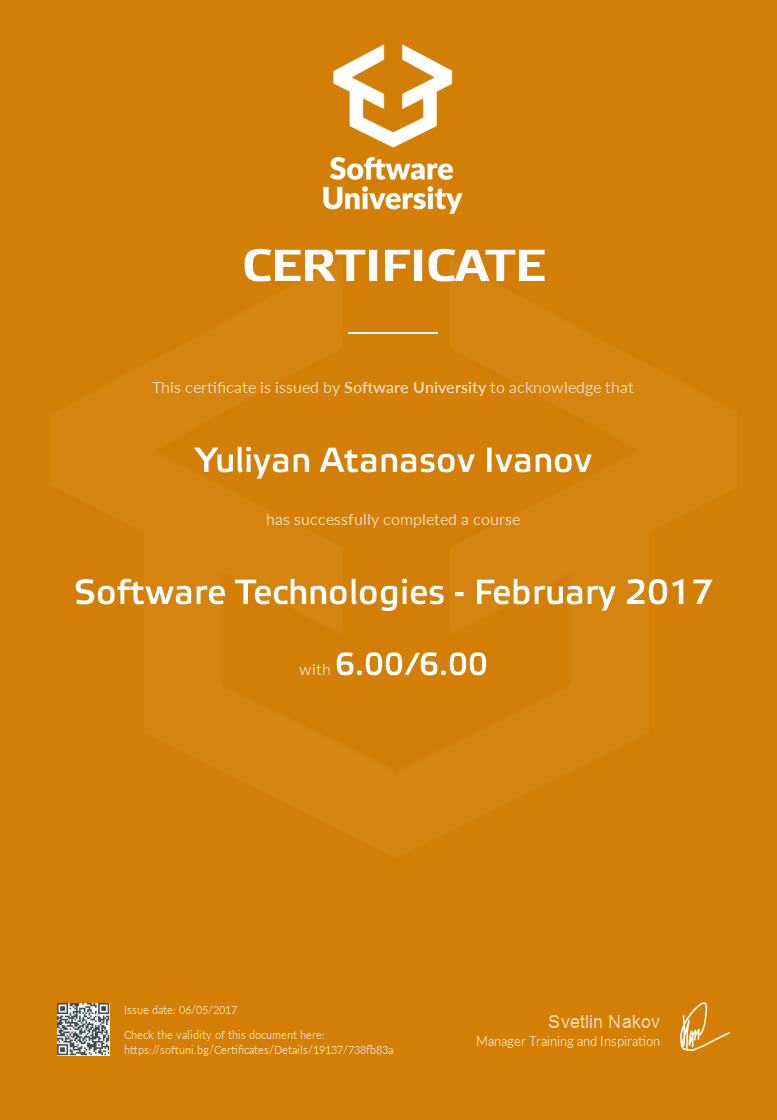 Software
University
CERTIFICATE
This certificate is issued by Software University to acknowledge that
Yuliyan Atanasov Ivanov
has successfully completed a course
Software Technologies - February 2017
with 6.00/6.00
Issue date: 06/05/2017
Check the validity of this document here:
https://softuni.bg/Certificates/Details/19137/738fb83a
Svetlin Nakov
Manager Training and Inspiration